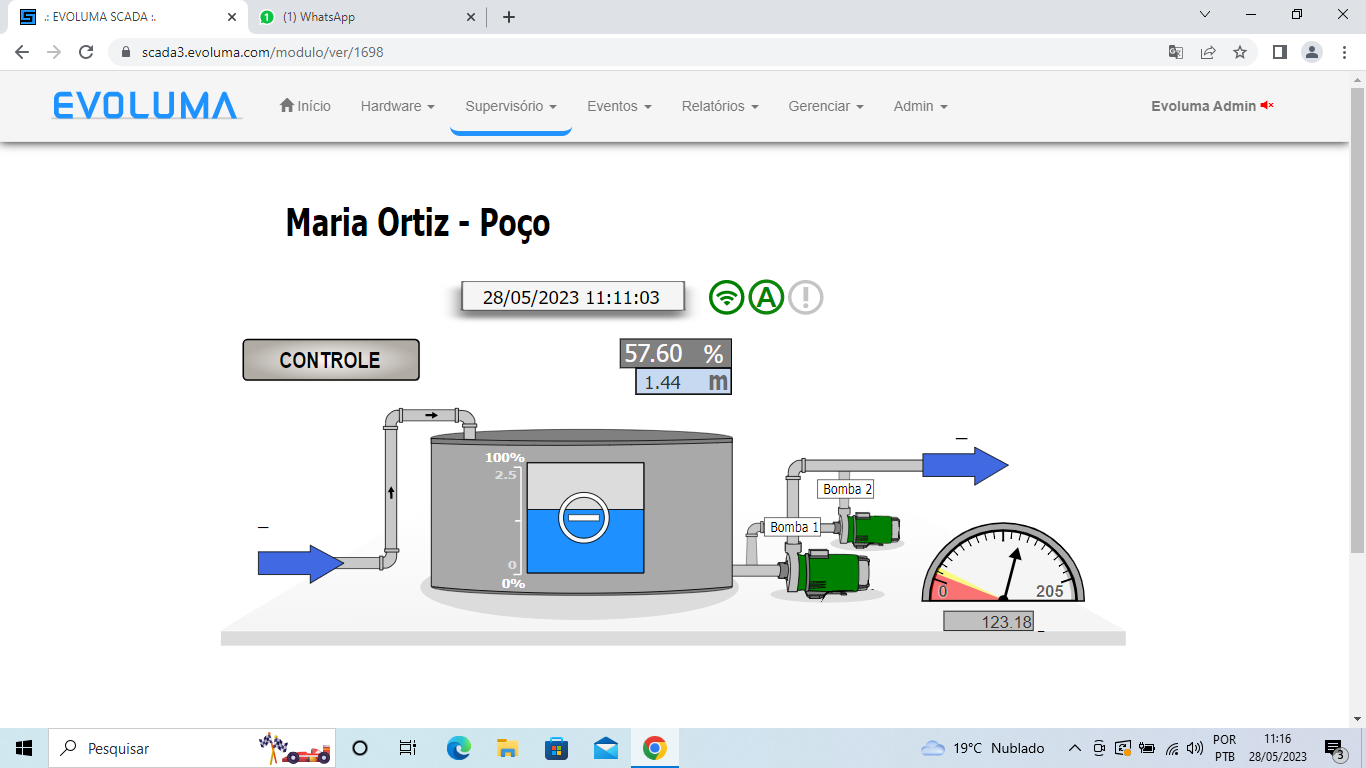 .: EVOLUMA SCADA :.
(1) WhatsApp
scada3.evoluma.com/modulo/ver/1698
EVOLUMA Início Hardware Supervisório Eventos Relatórios Gerenciar Admin Evoluma Admin
Maria Ortiz - Poço
28/05/2023 11:11:03 A !
CONTROLE
57.60 %
1.44 m
100%
2.5
0
0%
Bomba 2
Bomba 1
0 205
123.18
Pesquisar
19°C Nublado
POR
PTB
11:16
28/05/2023
3